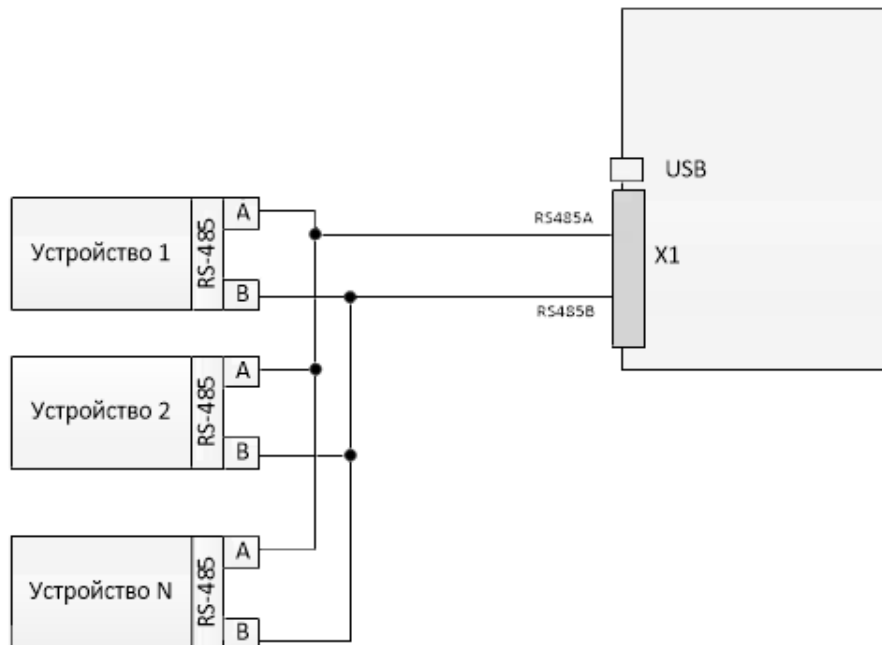 USB
RS485A
X1
RS485B
Устройство 1
RS-485
A
B
Устройство 2
RS-485
A
B
Устройство N
RS-485
A
B